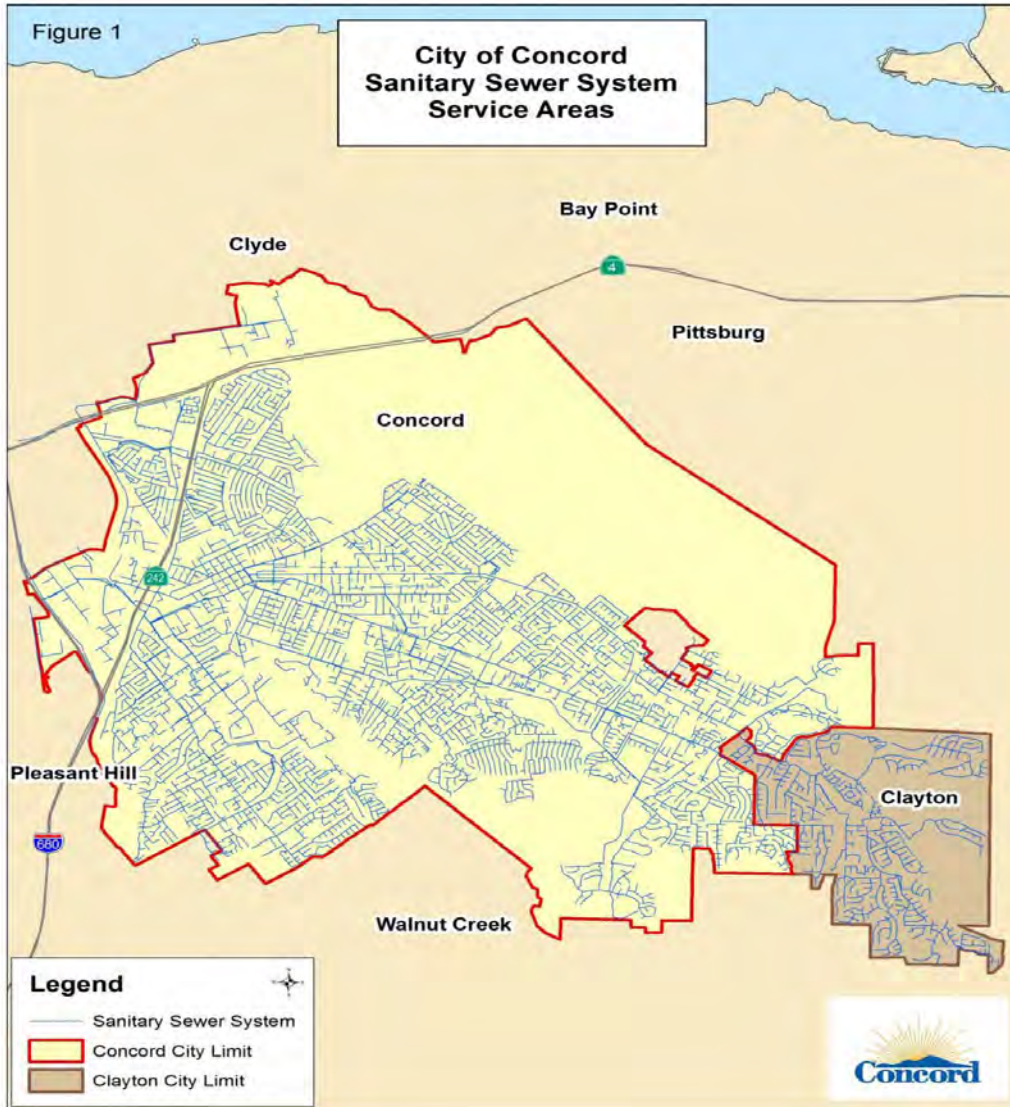 Figure 1
City of Concord
Sanitary Sewer System
Service Areas
Bay Point
Clyde
4
Pittsburg
Concord
242
Pleasant Hill
Clayton
680
Walnut Creek
Legend
Sanitary Sewer System
Concord City Limit
Clayton City Limit
Concord